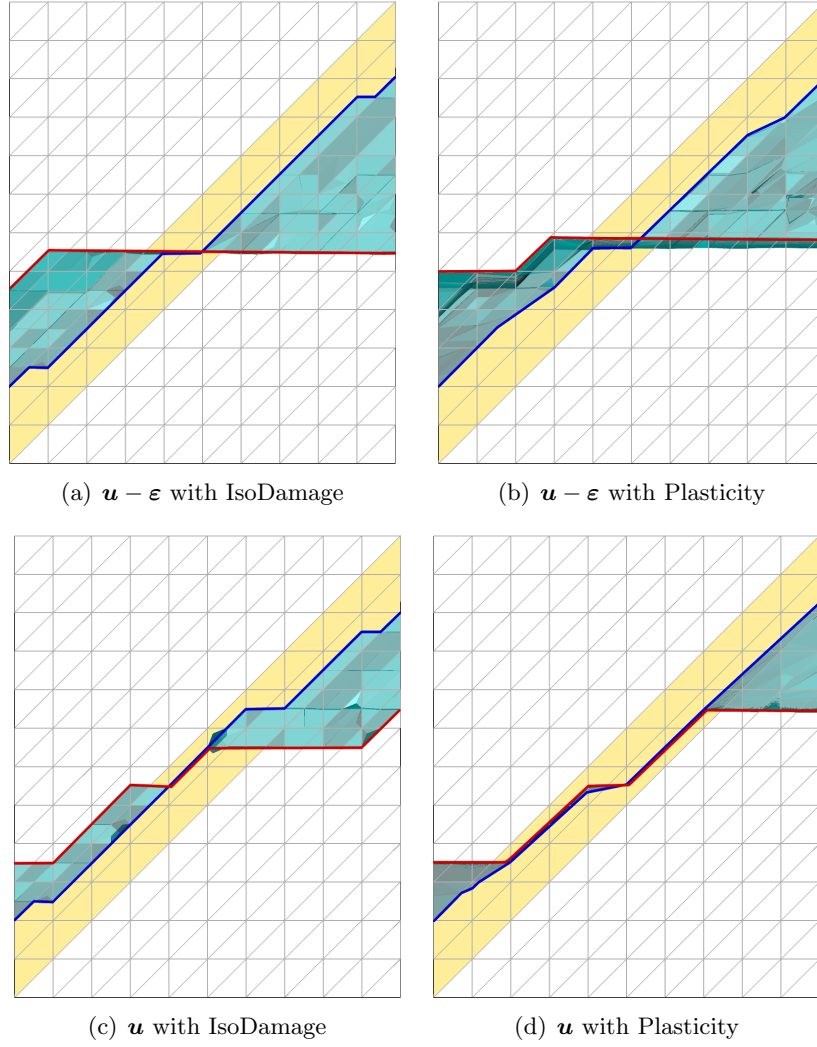 (a) u − ε with IsoDamage
(b) u − ε with Plasticity
(c) u with IsoDamage
(d) u with Plasticity